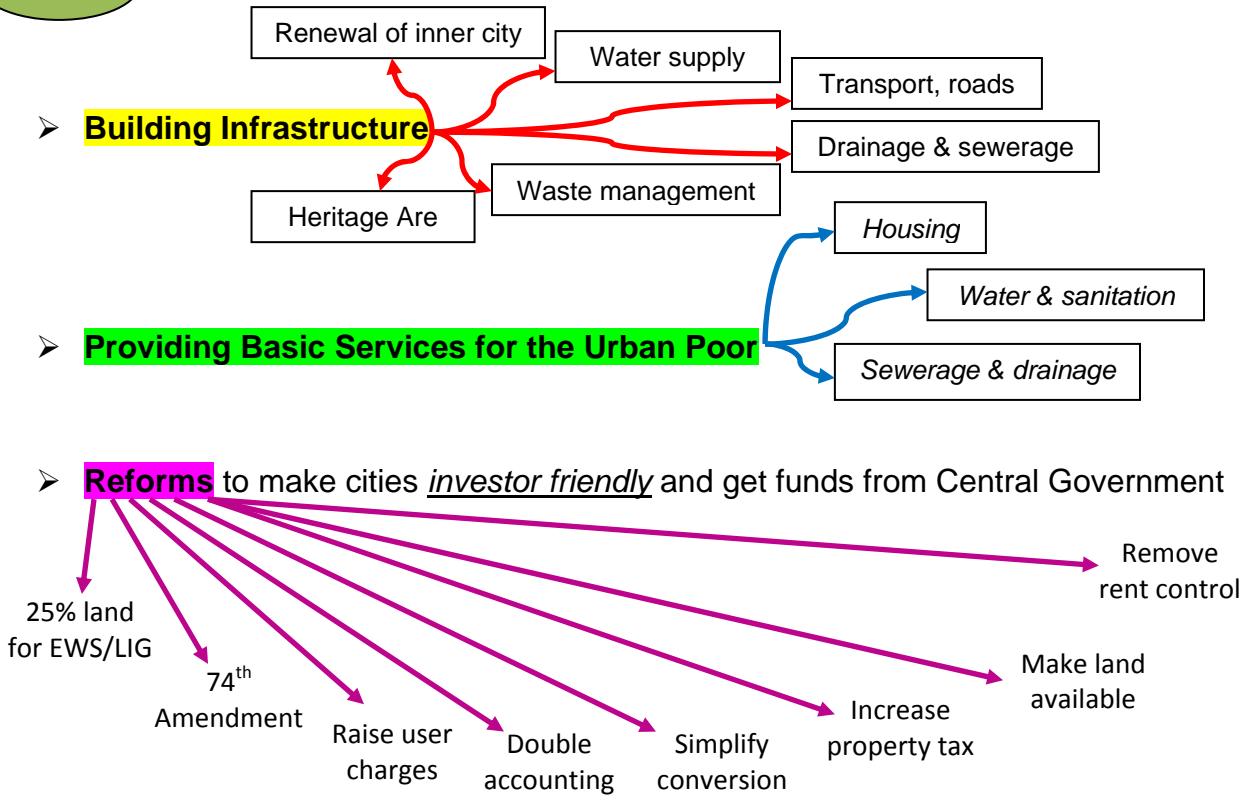 Renewal of inner city
Water supply
Transport, roads
➢ Building Infrastructure
Drainage & sewerage
Waste management
Heritage Are
Housing
Water & sanitation
➢ Providing Basic Services for the Urban Poor
Sewerage & drainage
➢ Reforms to make cities investor friendly and get funds from Central Government
Remove
rent control
25% land
for EWS/LIG
74th
Amendment
Raise user
charges
Double
accounting
Simplify
conversion
Increase
property tax
Make land
available